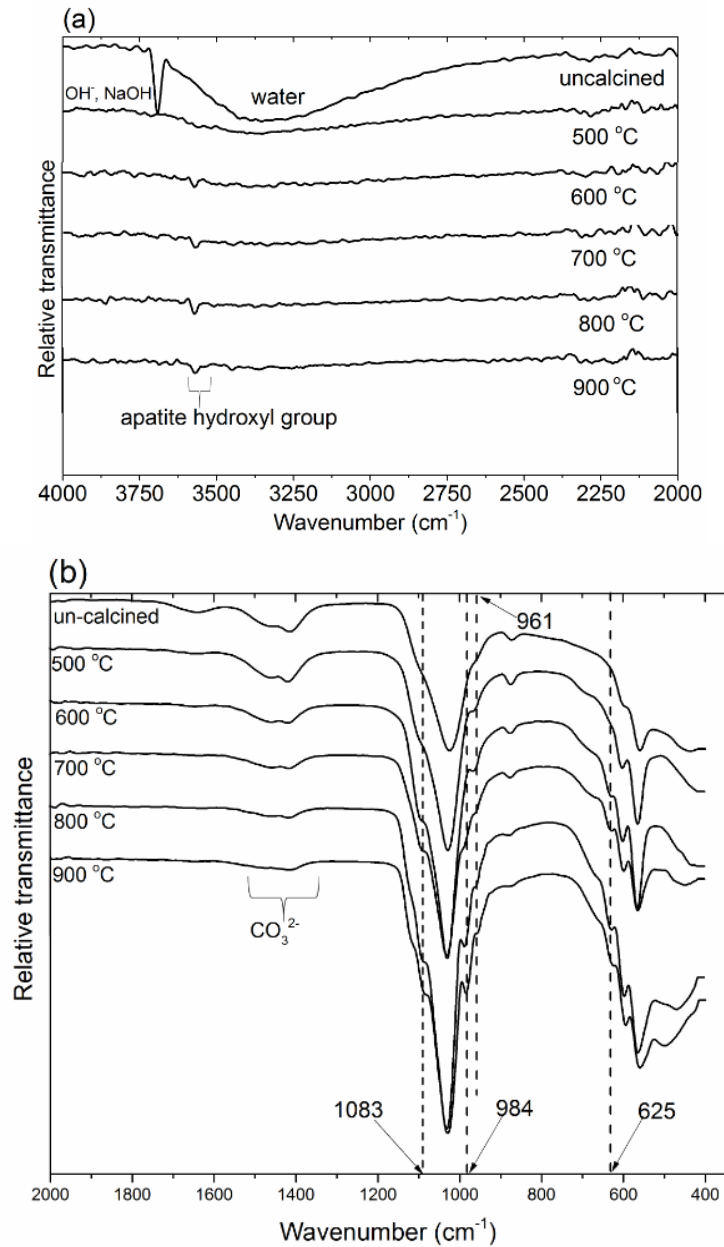 (a)
OH⁻, NaOH
water
uncalcined
500 °C
600 °C
700 °C
800 °C
900 °C
apatite hydroxyl group
Relative transmittance
4000 3750 3500 3250 3000 2750 2500 2250 2000
Wavenumber (cm⁻¹)
(b)
un-calcined
961
500 °C
600 °C
700 °C
800 °C
900 °C
CO₃²⁻
Relative transmittance
1083
984
625
2000 1800 1600 1400 1200 1000 800 600 400
Wavenumber (cm⁻¹)